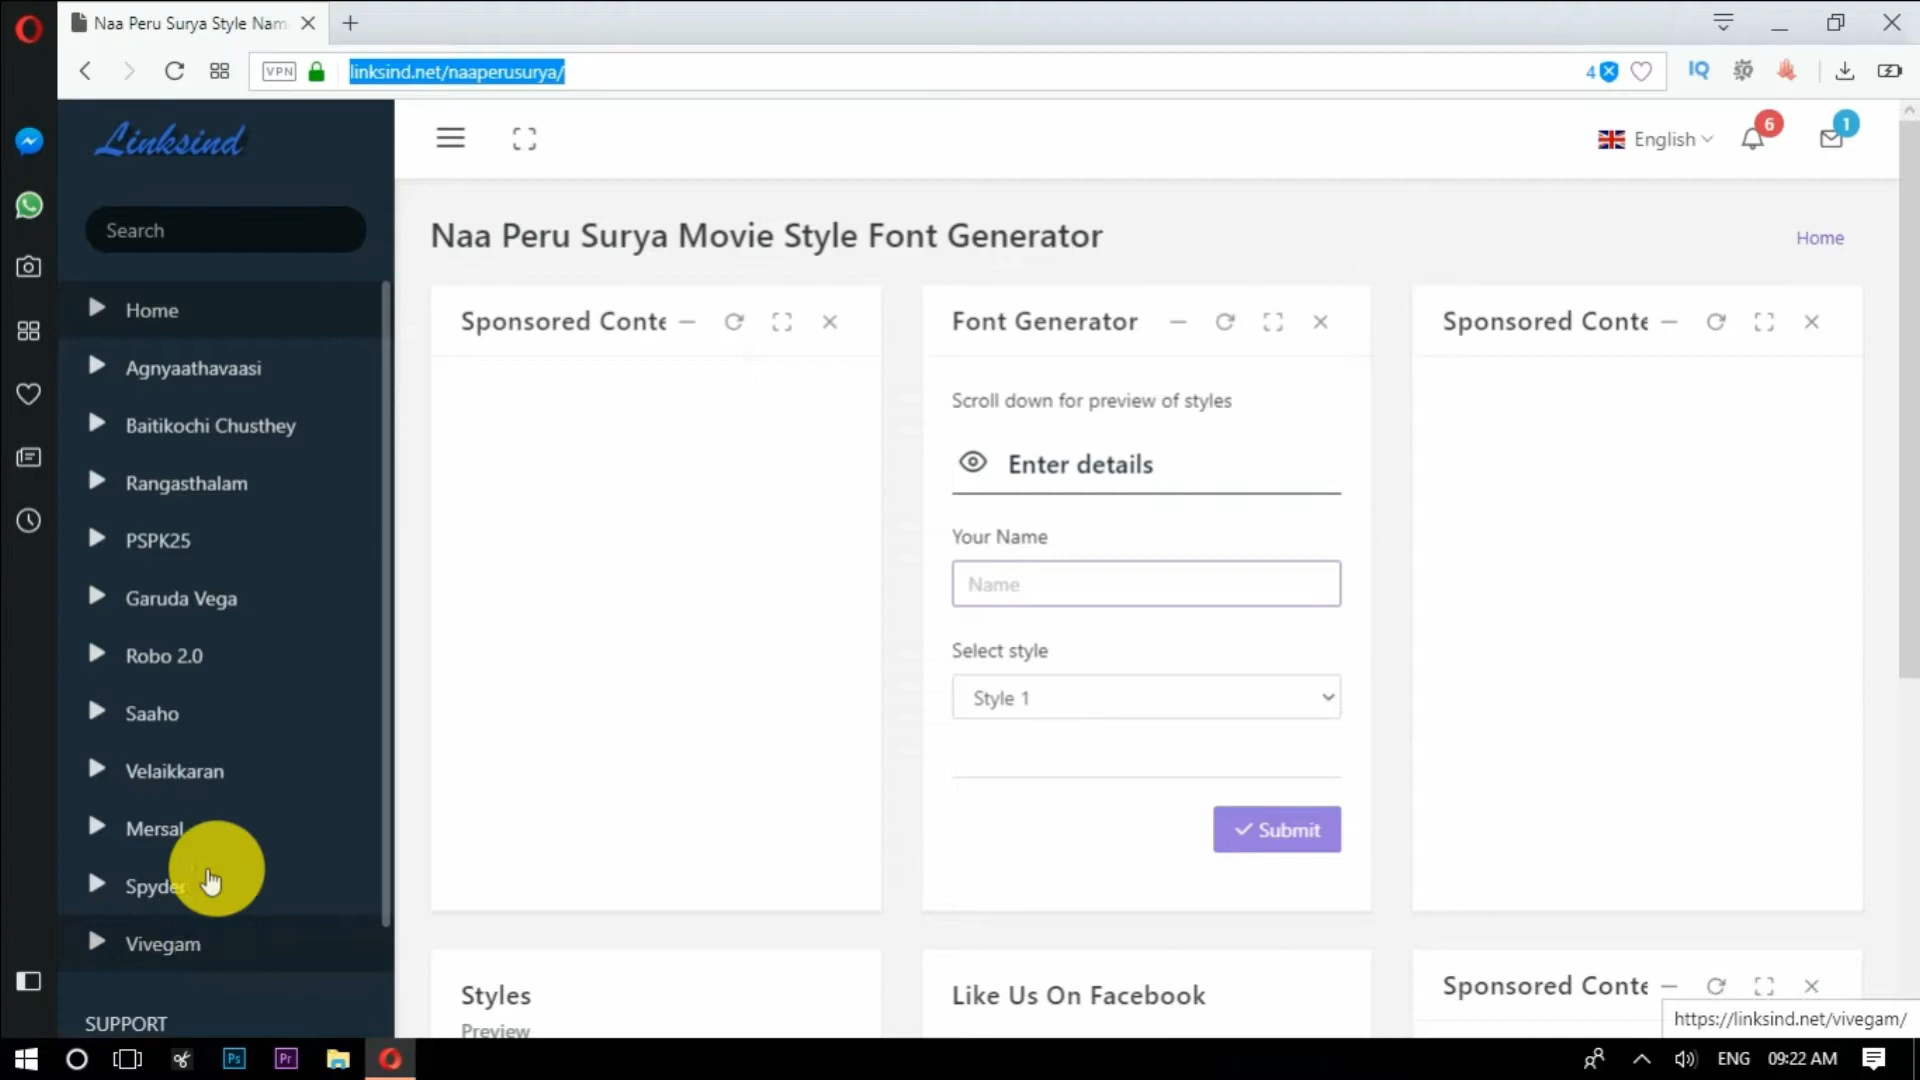 Naa Peru Surya Style Nam
VPN
linksind.net/naaperusurya/
4
IQ
Linksind
English
6
1
Search
Naa Peru Surya Movie Style Font Generator
Home
Home
Agnyaathavaasi
Baitikochi Chusthey
Rangasthalam
PSPK25
Garuda Vega
Robo 2.0
Saaho
Velaikkaran
Mersal
Spyder
Vivegam
SUPPORT
Sponsored Conte
Font Generator
Scroll down for preview of styles
Enter details
Your Name
Name
Select style
Style 1
Submit
Sponsored Conte
Styles
Preview
Like Us On Facebook
Sponsored Conte
https://linksind.net/vivegam/
Ps
Pr
ENG
09:22 AM